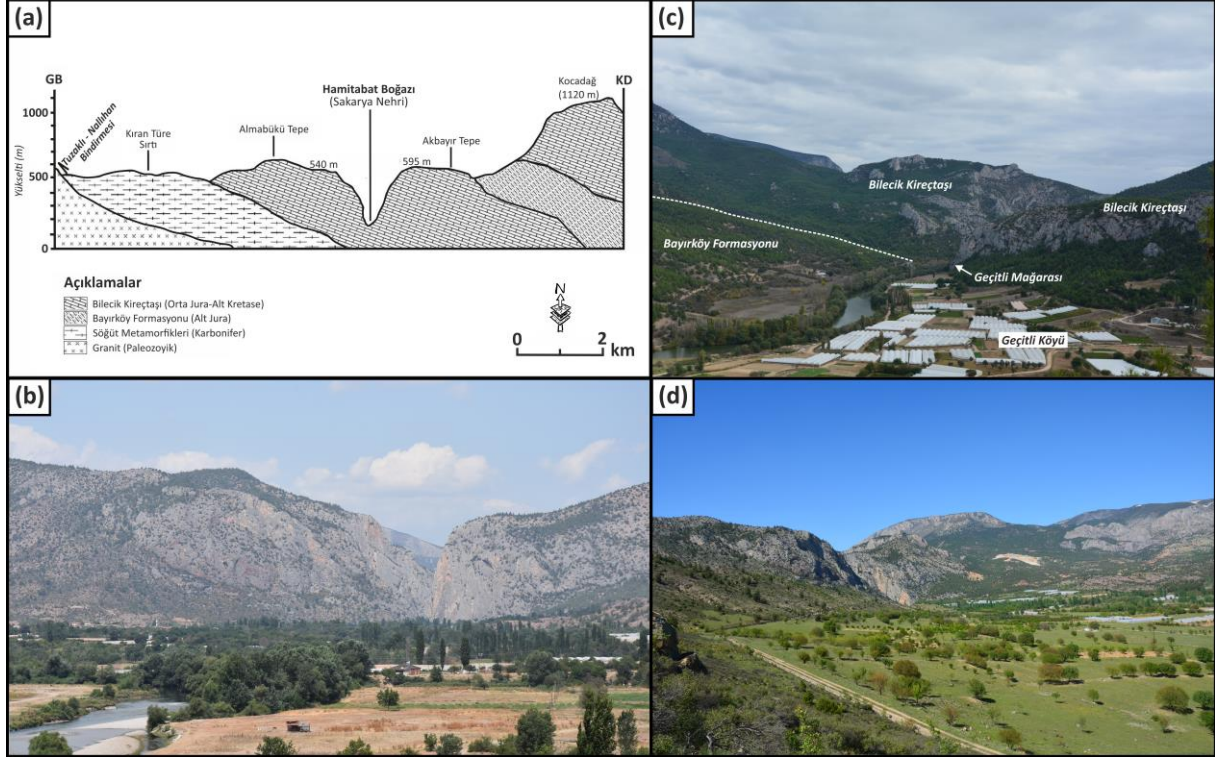 (a)
GB
KD
Kocadağ
(1120 m)
Hamitabat Boğazı
(Sakarya Nehri)
1000
Tuzaklı - Nallıhan
Bindirmesi
Kıran Türe
Sırtı
Almabükü Tepe
540 m
595 m
Akbayır Tepe
Yükselti (m)
500
0
Açıklamalar
Bilecik Kireçtaşı (Orta Jura-Alt Kretase)
Bayırköy Formasyonu (Alt Jura)
Söğüt Metamorfikleri (Karbonifer)
Granit (Paleozoyik)
N
0 2
km
(c)
Bilecik Kireçtaşı
Bilecik Kireçtaşı
Bayırköy Formasyonu
Geçitli Mağarası
Geçitli Köyü
(b)
(d)